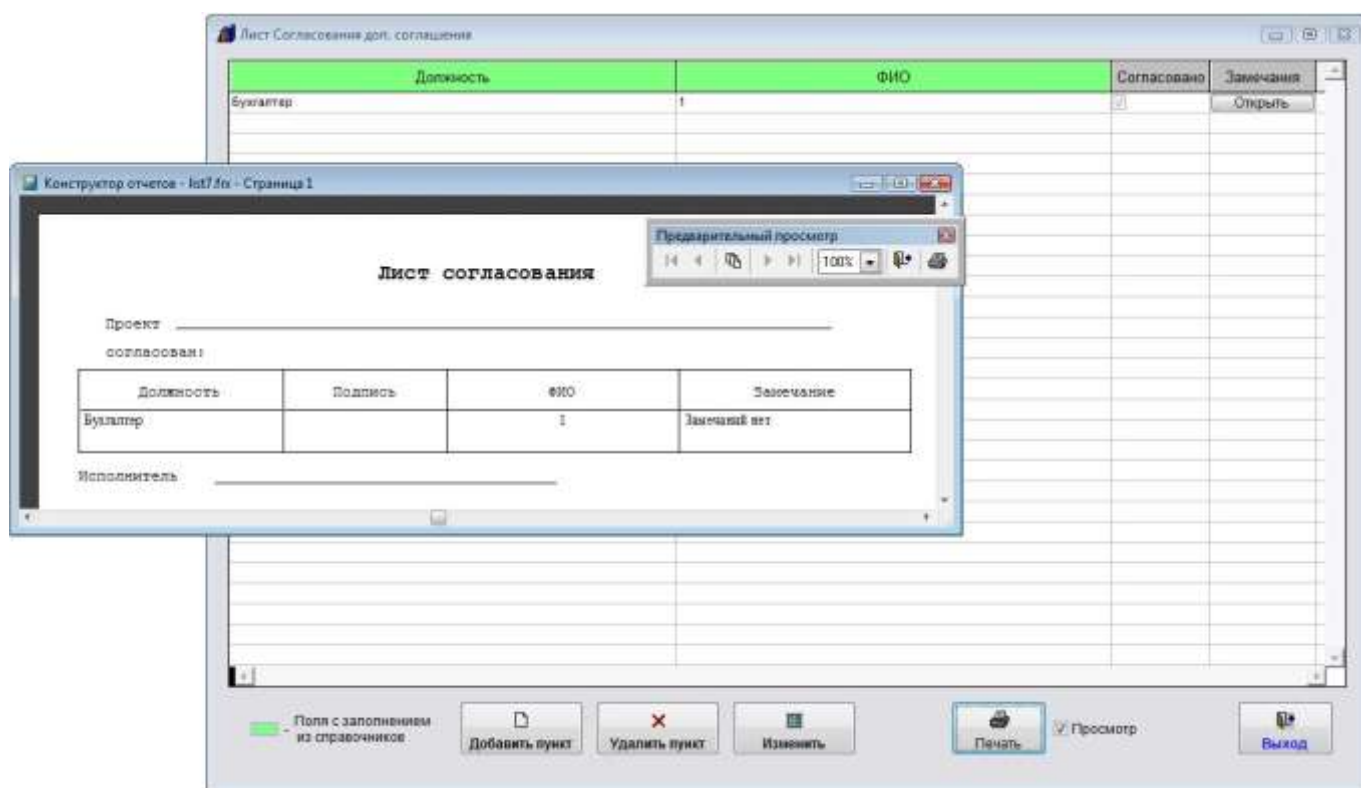 Лист Согласования доп. соглашения
Должность ФИО Согласовано Замечания
Бухгалтер 1 Открыть
Конструктор отчетов - list7.frx - Страница 1
Предварительный просмотр
100%
Лист согласования
Проект
согласован:
Должность Подпись ФИО Замечание
Бухгалтер 1 Замечаний нет
Исполнитель
- Поля с заполнением
из справочников
Добавить пункт Удалить пункт Изменить Печать Просмотр Выход